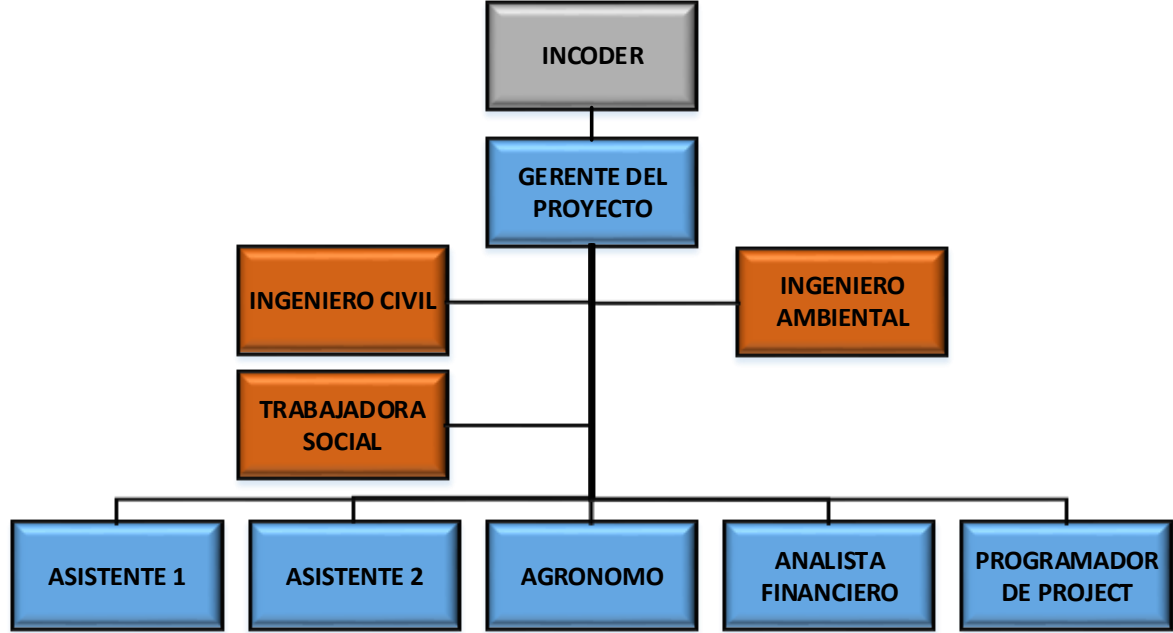 INCODER
GERENTE DEL
PROYECTO
INGENIERO CIVIL
INGENIERO
AMBIENTAL
TRABAJADORA
SOCIAL
ASISTENTE 1
ASISTENTE 2
AGRONOMO
ANALISTA
FINANCIERO
PROGRAMADOR
DE PROJECT